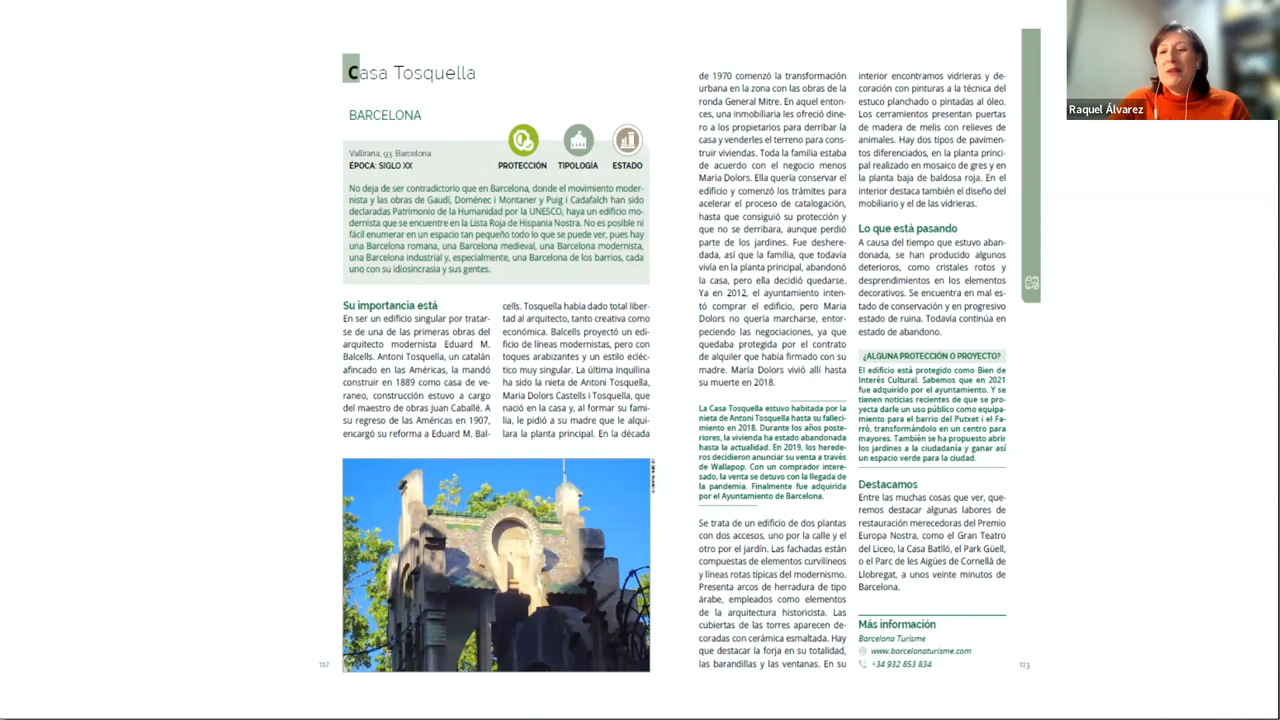 Casa Tosquella
BARCELONA
Vallirana, 93. Barcelona
ÉPOCA: SIGLO XX
PROTECCIÓN
TIPOLOGÍA
ESTADO
No deja de ser contradictorio que en Barcelona, donde el movimiento moder-
nista y las obras de Gaudí, Doménec i Montaner y Puig i Cadafalch han sido
declaradas Patrimonio de la Humanidad por la UNESCO, haya un edificio mo-
dernista que se encuentre en la Lista Roja de Hispania Nostra. No es posible ni
fácil enumerar en un espacio tan pequeño todo lo que se puede ver, pues hay
una Barcelona romana, una Barcelona medieval, una Barcelona modernista,
una Barcelona industrial y, especialmente, una Barcelona de los barrios, cada
uno con su idiosincrasia y sus gentes.
Su importancia está
En ser un edificio singular por tratar-
se de una de las primeras obras del
arquitecto modernista Eduard M.
Balcells. Antoni Tosquella, un catalán
afincado en las Américas, la mandó
construir en 1889 como casa de ve-
raneo, construcción estuvo a cargo
del maestro de obras Juan Caballé. A
su regreso de las Américas en 1907,
encargó su reforma a Eduard M. Bal-
cells. Tosquella había dado total liber-
tad al arquitecto, tanto creativa como
económica. Balcells proyectó un edi-
ficio de líneas modernistas, pero con
toques arabizantes y un estilo ecléc-
tico muy singular. La última inquilina
ha sido la nieta de Antoni Tosquella,
Maria Dolors Castells i Tosquella, que
nació en la casa y, al formar su fami-
lia, le pidió a su madre que le alqui-
lara la planta principal. En la década
112
de 1970 comenzó la transformación
urbana en la zona con las obras de la
ronda General Mitre. En aquel enton-
ces, una inmobiliaria les ofreció dine-
ro a los propietarios para derribar la
casa y venderles el terreno para cons-
truir viviendas. Toda la familia estaba
de acuerdo con el negocio menos
Maria Dolors. Ella quería conservar el
edificio y comenzó los trámites para
acelerar el proceso de catalogación,
hasta que consiguió su protección y
que no se derribara, aunque perdió
parte de los jardines. Fue deshere-
dada, así que la familia, que todavía
vivía en la planta principal, abandonó
la casa, pero ella decidió quedarse.
Ya en 2012, el ayuntamiento inten-
tó comprar el edificio, pero Maria
Dolors no quería marcharse, entor-
peciendo las negociaciones, ya que
quedaba protegida por el contrato
de alquiler que había firmado con su
madre. María Dolors vivió allí hasta
su muerte en 2018.
La Casa Tosquella estuvo habitada por la
nieta de Antoni Tosquella hasta su falleci-
miento en 2018. Durante los años poste-
riores, la vivienda ha estado abandonada
hasta la actualidad. En 2019, los herede-
ros decidieron anunciar su venta a través
de Wallapop. Con un comprador intere-
sado, la venta se detuvo con la llegada de
la pandemia. Finalmente fue adquirida
por el Ayuntamiento de Barcelona.
Se trata de un edificio de dos plantas
con dos accesos, uno por la calle y el
otro por el jardín. Las fachadas están
compuestas de elementos curvilíneos
y líneas rotas típicas del modernismo.
Presenta arcos de herradura de tipo
árabe, empleados como elementos
de la arquitectura historicista. Las
cubiertas de las torres aparecen de-
coradas con cerámica esmaltada. Hay
que destacar la forja en su totalidad,
las barandillas y las ventanas. En su
interior encontramos vidrieras y de-
coración con pinturas a la técnica del
estuco planchado o pintadas al óleo.
Los cerramientos presentan puertas
de madera de melis con relieves de
animales. Hay dos tipos de pavimen-
tos diferenciados, en la planta princi-
pal realizado en mosaico de gres y en
la planta baja de baldosa roja. En el
interior destaca también el diseño del
mobiliario y el de las vidrieras.
Lo que está pasando
A causa del tiempo que estuvo aban-
donada, se han producido algunos
deterioros, como cristales rotos y
desprendimientos en los elementos
decorativos. Se encuentra en mal es-
tado de conservación y en progresivo
estado de ruina. Todavía continúa en
estado de abandono.
¿ALGUNA PROTECCIÓN O PROYECTO?
El edificio está protegido como Bien de
Interés Cultural. Sabemos que en 2021
fue adquirido por el ayuntamiento. Y se
tienen noticias recientes de que se pro-
yecta darle un uso público como equipa-
miento para el barrio del Putxet i el Fa-
rró, transformándolo en un centro para
mayores. También se ha propuesto abrir
los jardines a la ciudadanía y ganar así
un espacio verde para la ciudad.
Destacamos
Entre las muchas cosas que ver, que-
remos destacar algunas labores de
restauración merecedoras del Premio
Europa Nostra, como el Gran Teatro
del Liceo, la Casa Batlló, el Park Güell,
o el Parc de les Aigües de Cornellá de
Llobregat, a unos veinte minutos de
Barcelona.
Más información
Barcelona Turisme
www.barcelonaturisme.com
+34 932 853 834
113
Raquel Álvarez